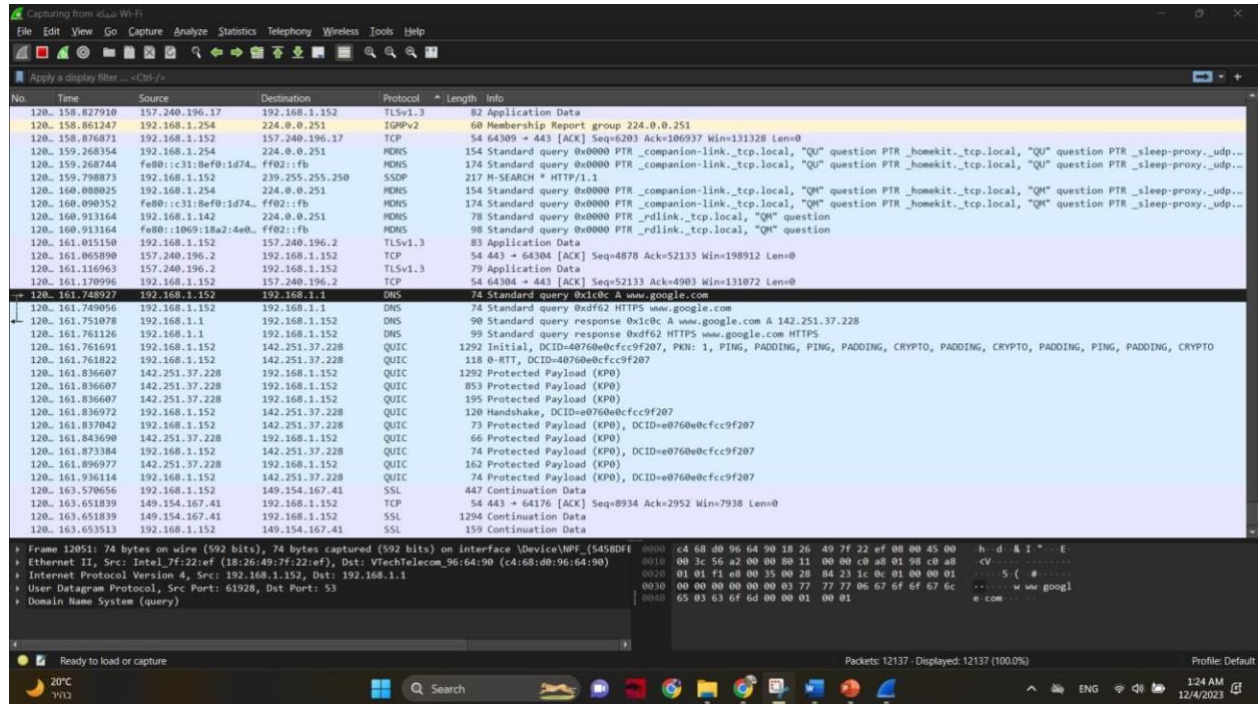 Capturing from شبكة Wi-Fi
File Edit View Go Capture Analyze Statistics Telephony Wireless Tools Help
Apply a display filter ... <Ctrl-/>
No. Time Source Destination Protocol Length Info
120… 158.827910 157.240.196.17 192.168.1.152 TLSv1.3 82 Application Data
120… 158.861247 192.168.1.254 224.0.0.251 IGMPv2 60 Membership Report group 224.0.0.251
120… 158.876871 192.168.1.152 157.240.196.17 TCP 54 64309 → 443 [ACK] Seq=6203 Ack=106937 Win=131328 Len=0
120… 159.268354 192.168.1.254 224.0.0.251 MDNS 154 Standard query 0x0000 PTR _companion-link._tcp.local, "QU" question PTR _homekit._tcp.local, "QU" question PTR _sleep-proxy._udp…
120… 159.268744 fe80::c31:8ef0:1d74… ff02::fb MDNS 174 Standard query 0x0000 PTR _companion-link._tcp.local, "QU" question PTR _homekit._tcp.local, "QU" question PTR _sleep-proxy._udp…
120… 159.798873 192.168.1.152 239.255.255.250 SSDP 217 M-SEARCH * HTTP/1.1
120… 160.088025 192.168.1.254 224.0.0.251 MDNS 154 Standard query 0x0000 PTR _companion-link._tcp.local, "QM" question PTR _homekit._tcp.local, "QM" question PTR _sleep-proxy._udp…
120… 160.090352 fe80::c31:8ef0:1d74… ff02::fb MDNS 174 Standard query 0x0000 PTR _companion-link._tcp.local, "QM" question PTR _homekit._tcp.local, "QM" question PTR _sleep-proxy._udp…
120… 160.913164 192.168.1.142 224.0.0.251 MDNS 78 Standard query 0x0000 PTR _rdlink._tcp.local, "QM" question
120… 160.913164 fe80::1069:18a2:4e0… ff02::fb MDNS 98 Standard query 0x0000 PTR _rdlink._tcp.local, "QM" question
120… 161.015150 192.168.1.152 157.240.196.2 TLSv1.3 83 Application Data
120… 161.065890 157.240.196.2 192.168.1.152 TCP 54 443 → 64304 [ACK] Seq=4878 Ack=52133 Win=198912 Len=0
120… 161.116963 157.240.196.2 192.168.1.152 TLSv1.3 79 Application Data
120… 161.170996 192.168.1.152 157.240.196.2 TCP 54 64304 → 443 [ACK] Seq=52133 Ack=4903 Win=131072 Len=0
120… 161.748927 192.168.1.152 192.168.1.1 DNS 74 Standard query 0x1c0c A www.google.com
120… 161.749056 192.168.1.152 192.168.1.1 DNS 74 Standard query 0xdf62 HTTPS www.google.com
120… 161.751078 192.168.1.1 192.168.1.152 DNS 90 Standard query response 0x1c0c A www.google.com A 142.251.37.228
120… 161.761126 192.168.1.1 192.168.1.152 DNS 99 Standard query response 0xdf62 HTTPS www.google.com HTTPS
120… 161.761691 192.168.1.152 142.251.37.228 QUIC 1292 Initial, DCID=40760e0cfcc9f207, PKN: 1, PING, PADDING, PING, PADDING, CRYPTO, PADDING, CRYPTO, PADDING, PING, PADDING, CRYPTO
120… 161.761822 192.168.1.152 142.251.37.228 QUIC 118 0-RTT, DCID=40760e0cfcc9f207
120… 161.836607 142.251.37.228 192.168.1.152 QUIC 1292 Protected Payload (KP0)
120… 161.836607 142.251.37.228 192.168.1.152 QUIC 853 Protected Payload (KP0)
120… 161.836607 142.251.37.228 192.168.1.152 QUIC 195 Protected Payload (KP0)
120… 161.836972 192.168.1.152 142.251.37.228 QUIC 120 Handshake, DCID=e0760e0cfcc9f207
120… 161.837042 192.168.1.152 142.251.37.228 QUIC 73 Protected Payload (KP0), DCID=e0760e0cfcc9f207
120… 161.843690 142.251.37.228 192.168.1.152 QUIC 66 Protected Payload (KP0)
120… 161.873384 192.168.1.152 142.251.37.228 QUIC 74 Protected Payload (KP0), DCID=e0760e0cfcc9f207
120… 161.896977 142.251.37.228 192.168.1.152 QUIC 162 Protected Payload (KP0)
120… 161.936114 192.168.1.152 142.251.37.228 QUIC 74 Protected Payload (KP0), DCID=e0760e0cfcc9f207
120… 163.570656 192.168.1.152 149.154.167.41 SSL 447 Continuation Data
120… 163.651839 149.154.167.41 192.168.1.152 TCP 54 443 → 64176 [ACK] Seq=8934 Ack=2952 Win=7938 Len=0
120… 163.651839 149.154.167.41 192.168.1.152 SSL 1294 Continuation Data
120… 163.653513 192.168.1.152 149.154.167.41 SSL 159 Continuation Data
Frame 12051: 74 bytes on wire (592 bits), 74 bytes captured (592 bits) on interface \Device\NPF_{5458DFE
Ethernet II, Src: Intel_7f:22:ef (18:26:49:7f:22:ef), Dst: VTechTelecom_96:64:90 (c4:68:d0:96:64:90)
Internet Protocol Version 4, Src: 192.168.1.152, Dst: 192.168.1.1
User Datagram Protocol, Src Port: 61928, Dst Port: 53
Domain Name System (query)
0000 c4 68 d0 96 64 90 18 26 49 7f 22 ef 08 00 45 00 ·h··d··& I·"···E·
0010 00 3c 56 a2 00 00 80 11 00 00 c0 a8 01 98 c0 a8 ·<V·····
0020 01 01 f1 e8 00 35 00 28 84 23 1c 0c 01 00 00 01 ·····5·( ·#······
0030 00 00 00 00 00 00 03 77 77 77 06 67 6f 6f 67 6c ·······w ww·googl
0040 65 03 63 6f 6d 00 00 01 00 01 e·com··· ··
Ready to load or capture
Packets: 12137 · Displayed: 12137 (100.0%)
Profile: Default
20°C
בהיר
Search
ENG
1:24 AM
12/4/2023